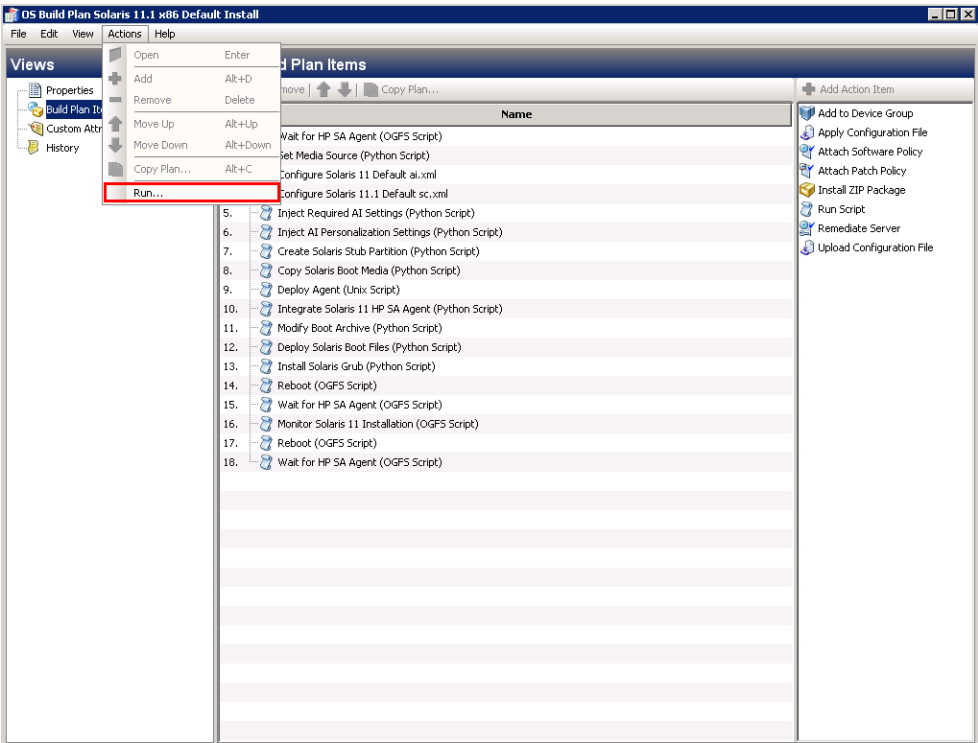 OS Build Plan Solaris 11.1 x86 Default Install
File Edit View Actions Help
Open Enter
Add Alt+D
Remove Delete
Move Up Alt+Up
Move Down Alt+Down
Copy Plan... Alt+C
Run...
Views
Properties
Build Plan Ite
Custom Attr
History
d Plan Items
move Copy Plan...
Name
Wait for HP SA Agent (OGFS Script)
Set Media Source (Python Script)
Configure Solaris 11 Default ai.xml
Configure Solaris 11.1 Default sc.xml
5. Inject Required AI Settings (Python Script)
6. Inject AI Personalization Settings (Python Script)
7. Create Solaris Stub Partition (Python Script)
8. Copy Solaris Boot Media (Python Script)
9. Deploy Agent (Unix Script)
10. Integrate Solaris 11 HP SA Agent (Python Script)
11. Modify Boot Archive (Python Script)
12. Deploy Solaris Boot Files (Python Script)
13. Install Solaris Grub (Python Script)
14. Reboot (OGFS Script)
15. Wait for HP SA Agent (OGFS Script)
16. Monitor Solaris 11 Installation (OGFS Script)
17. Reboot (OGFS Script)
18. Wait for HP SA Agent (OGFS Script)
Add Action Item
Add to Device Group
Apply Configuration File
Attach Software Policy
Attach Patch Policy
Install ZIP Package
Run Script
Remediate Server
Upload Configuration File